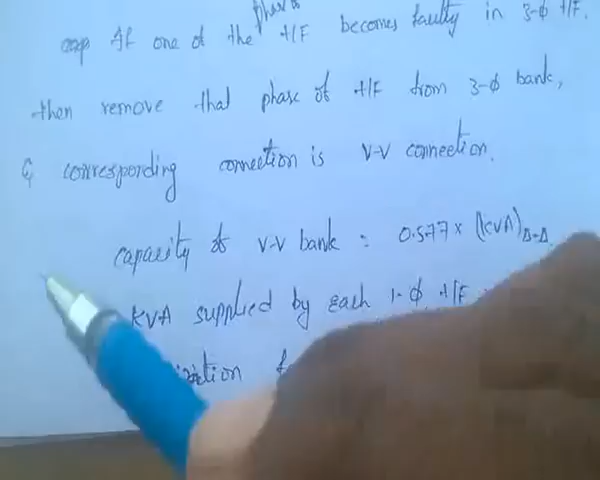 phase
If one of the t/f becomes faulty in 3-ϕ t/f.
then remove that phase of t/f from 3-ϕ bank,
& corresponding connection is V-V connection.
capacity of V-V bank = 0.577 × (KVA)Δ-Δ
KVA supplied by each 1-ϕ t/f